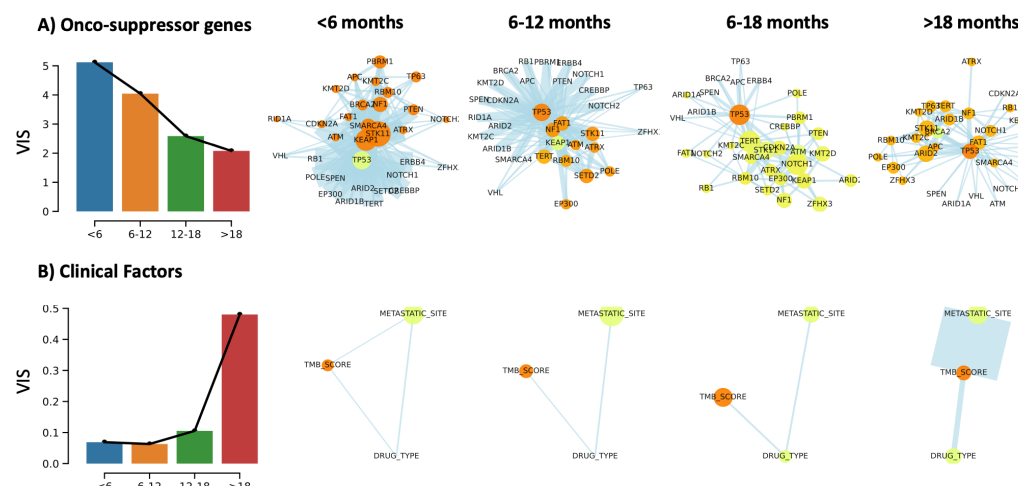 A) Onco-suppressor genes
<6 months
6-12 months
6-18 months
>18 months
VIS
5
4
3
2
1
0
<6
6-12
12-18
>18
PBRM1
APC
KMT2C
TP63
KMT2D
RBM10
BRCA2
NF1
PTEN
RID1A
FAT1
CDKN2A
SMARCA4
STK11
ATRX
NOTCH
ATM
KEAP1
VHL
RB1
TP53
ERBB4
ZFHX
POLE
SPEN
NOTCH1
EP300
ARID2
CREBBP
ARID1B
TERT
RB1
PBRM1
ERBB4
BRCA2
NOTCH1
KMT2D
APC
PTEN
CREBBP
TP63
SPEN
CDKN2A
NOTCH2
RID1A
TP53
ARID2
FAT1
NF1
KMT2C
STK11
ZFHX
ARID1B
KEAP1
ATM
ATRX
SMARCA4
TERT
RBM10
SETD2
POLE
VHL
EP300
TP63
BRCA2
APC
ERBB4
ARID1A
SPEN
POLE
ARID1B
VHL
TP53
PBRM1
CREBBP
PTEN
TERT
KMT2C
STK11
CDKN2A
FAT1
NOTCH2
SMARCA4
ATM
KMT2D
NOTCH1
ATRX
RBM10
EP300
KEAP1
ARID2
RB1
SETD2
NF1
ZFHX3
ATRX
CDKN2A
TP63
TERT
RB1
KMT2D
NF1
ARID1B
KE
STK11
BRCA2
NOTCH1
RBM10
KMT2C
FAT1
APC
POLE
ARID2
TP53
EP300
SMARCA4
ZFHX3
SPEN
VHL
NOTCH
ARID1A
ATM
B) Clinical Factors
VIS
0.5
0.4
0.3
0.2
0.1
0.0
<6
6-12
12-18
>18
METASTATIC_SITE
TMB_SCORE
DRUG_TYPE
METASTATIC_SITE
TMB_SCORE
DRUG_TYPE
METASTATIC_SITE
TMB_SCORE
DRUG_TYPE
METASTATIC_SITE
TMB_SCORE
DRUG_TYPE